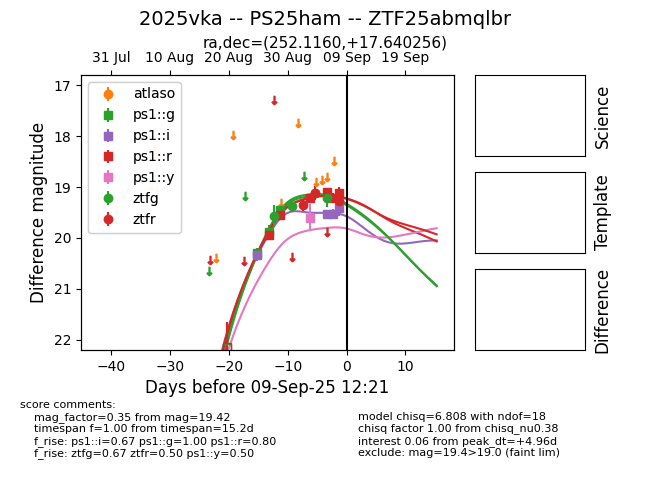 2025vka -- PS25ham -- ZTF25abmqlbr
ra,dec=(252.1160,+17.640256)
31 Jul 10 Aug 20 Aug 30 Aug 09 Sep 19 Sep
17
18
19
20
21
22
Difference magnitude
atlaso
ps1::g
ps1::i
ps1::r
ps1::y
ztfg
ztfr
−40 −30 −20 −10 0 10
Days before 09-Sep-25 12:21
Science
Template
Difference
score comments:
mag_factor=0.35 from mag=19.42
timespan f=1.00 from timespan=15.2d
f_rise: ps1::i=0.67 ps1::g=1.00 ps1::r=0.80
f_rise: ztfg=0.67 ztfr=0.50 ps1::y=0.50
model chisq=6.808 with ndof=18
chisq factor 1.00 from chisq_nu0.38
interest 0.06 from peak_dt=+4.96d
exclude: mag=19.4>19.0 (faint lim)